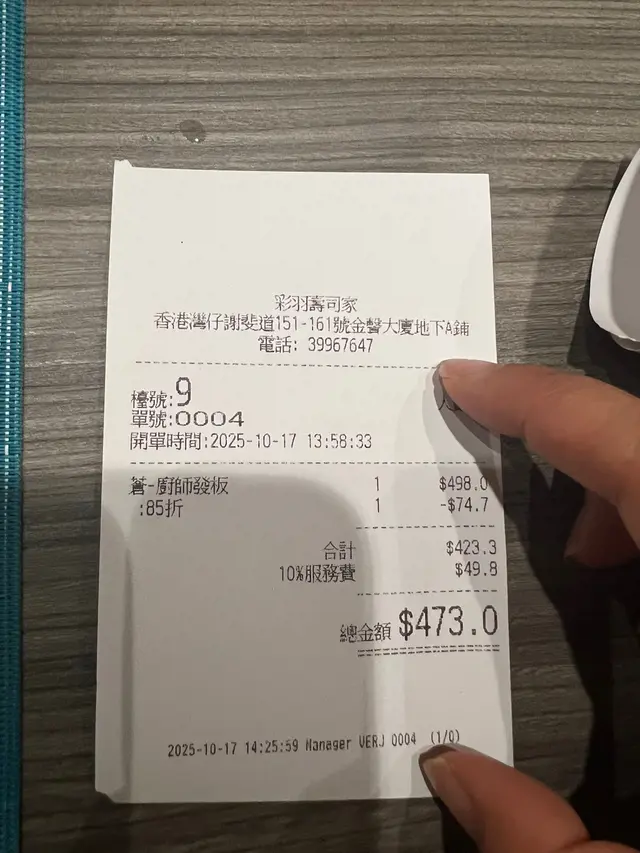 彩羽壽司家
香港灣仔謝斐道151-161號金馨大廈地下A鋪
電話: 39967647
檯號:9
單號:0004
開單時間:2025-10-17 13:58:33
蒼-廚師發板 1 $498.0
:85折 1 -$74.7
合計 $423.3
10%服務費 $49.8
總金額 $473.0
2025-10-17 14:25:59 Manager VERJ 0004 (1/0)